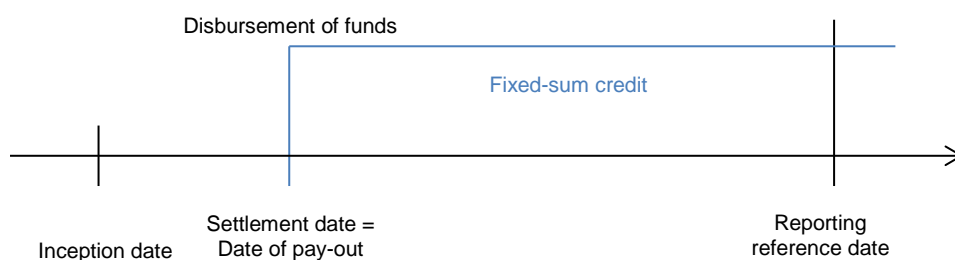 Disbursement of funds
Fixed-sum credit
Inception date
Settlement date =
Date of pay-out
Reporting
reference date